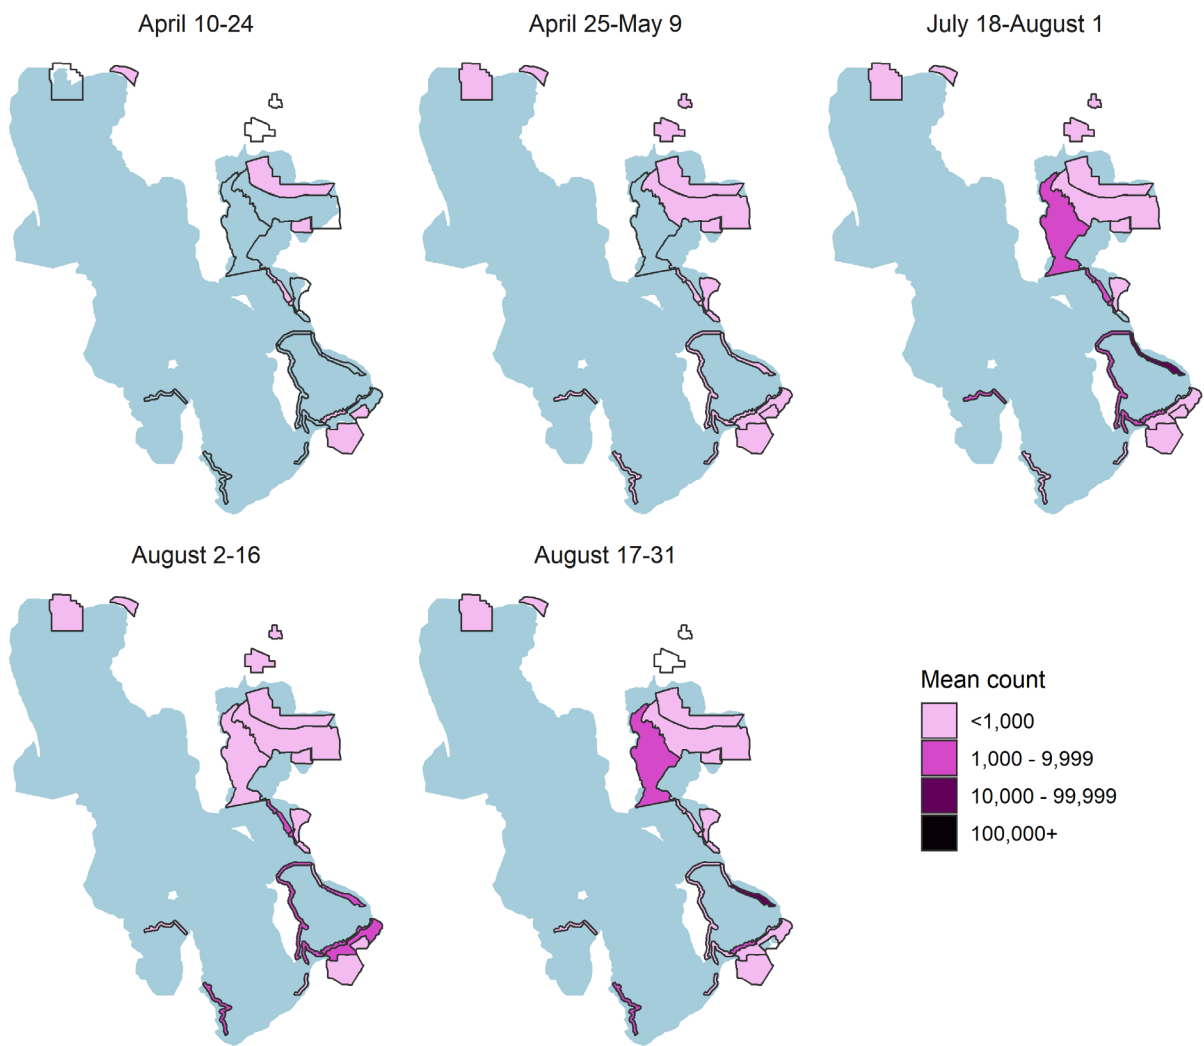 April 10-24
April 25-May 9
July 18-August 1
August 2-16
August 17-31
Mean count
<1,000
1,000 - 9,999
10,000 - 99,999
100,000+